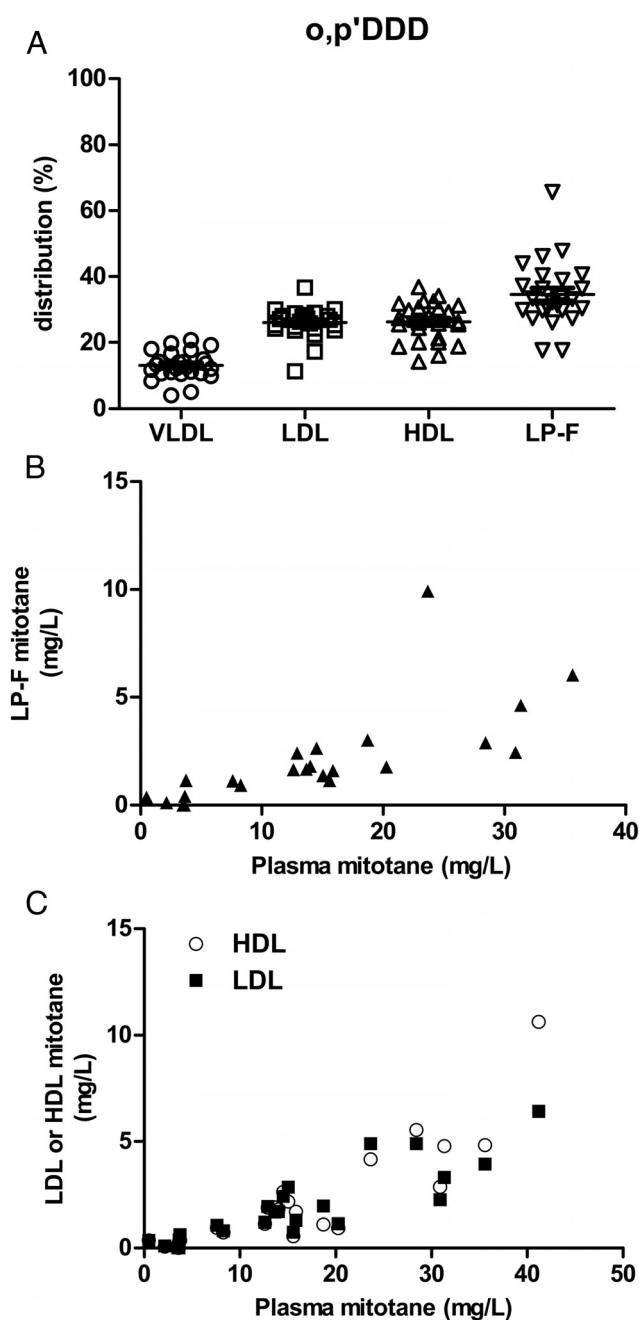 A
o,p'DDD
100
80
60
40
20
0
distribution (%)
VLDL LDL HDL LP-F
B
15
10
5
0
LP-F mitotane
(mg/L)
0 10 20 30 40
Plasma mitotane (mg/L)
C
15
10
5
0
LDL or HDL mitotane
(mg/L)
HDL
LDL
0 10 20 30 40 50
Plasma mitotane (mg/L)